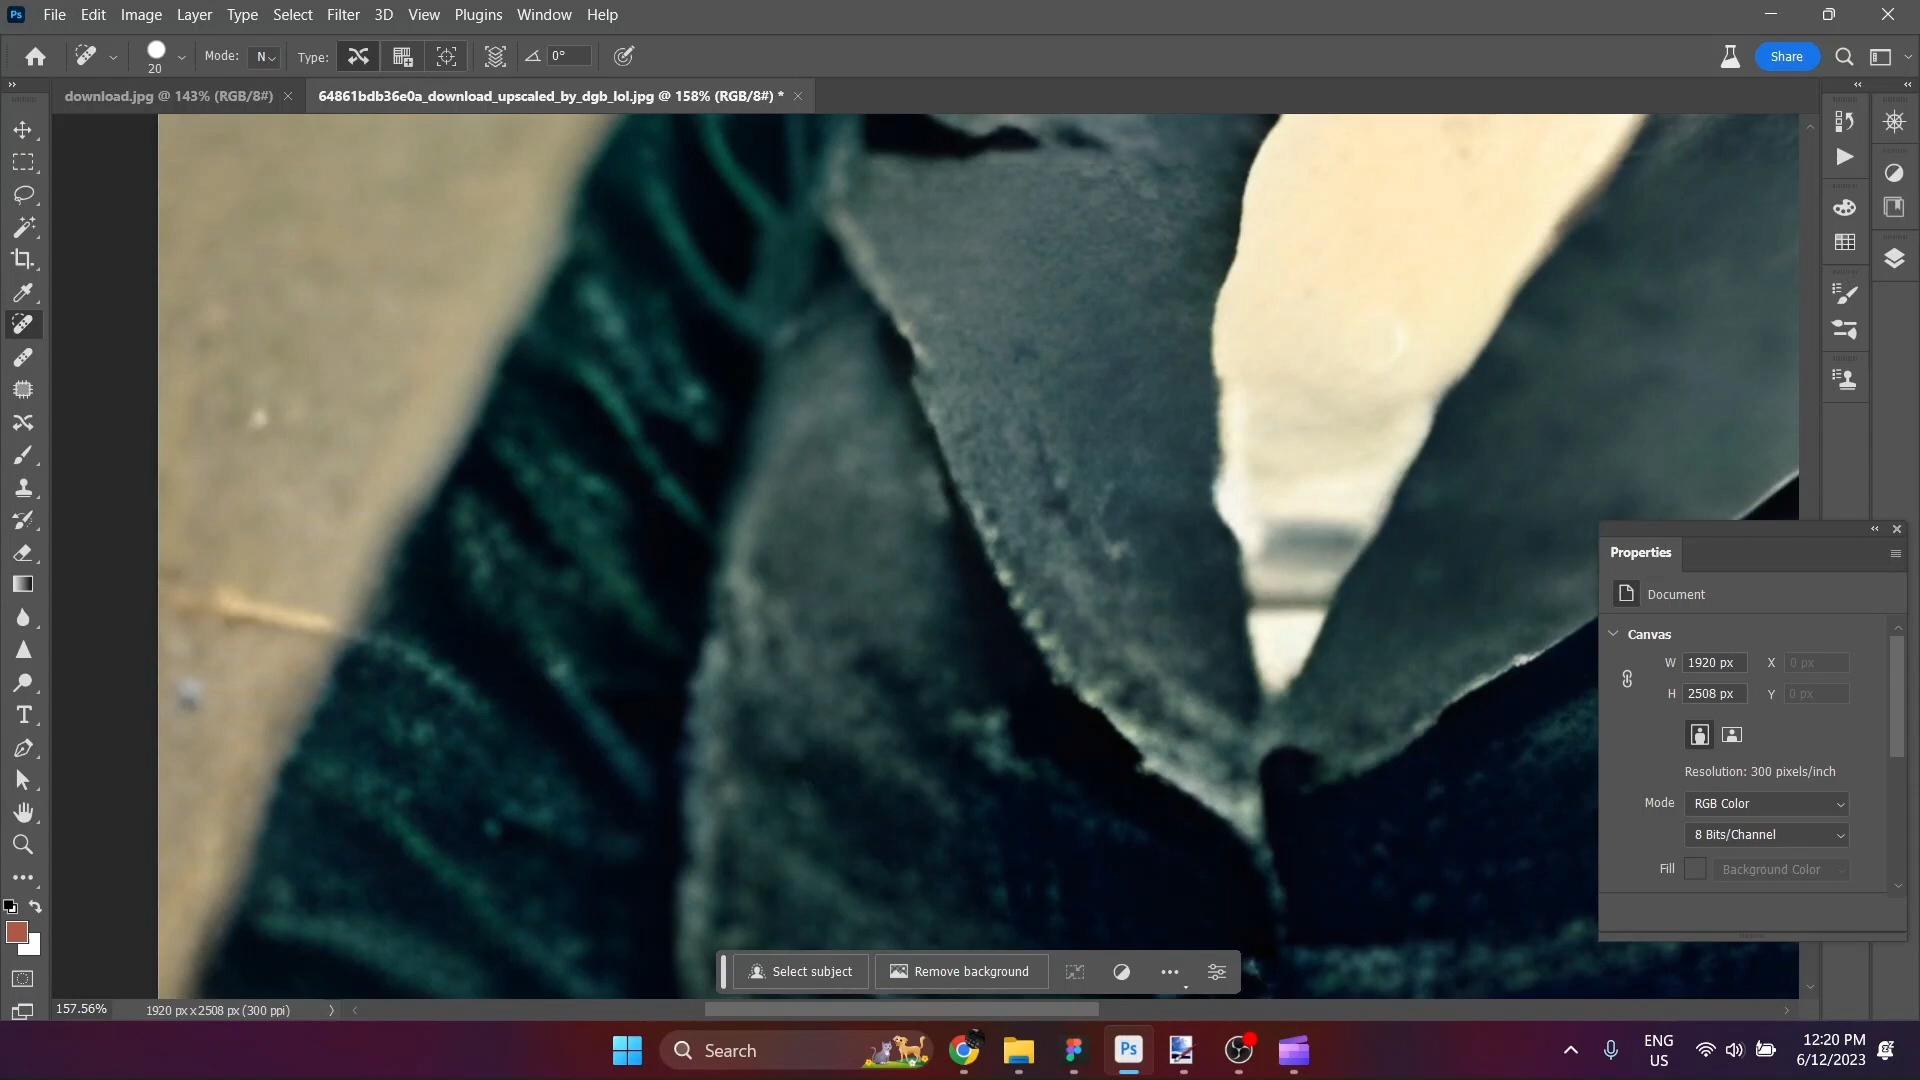 Ps File Edit Image Layer Type Select Filter 3D View Plugins Window Help
20 Mode: N Type: 0° Share
download.jpg @ 143% (RGB/8#) × 64861bdb36e0a_download_upscaled_by_dgb_lol.jpg @ 158% (RGB/8#) * ×
Properties
Document
Canvas
W 1920 px X 0 px
H 2508 px Y 0 px
Resolution: 300 pixels/inch
Mode RGB Color
8 Bits/Channel
Fill Background Color
Select subject Remove background
157.56% 1920 px x 2508 px (300 ppi)
Search Ps ENG US 12:20 PM
6/12/2023